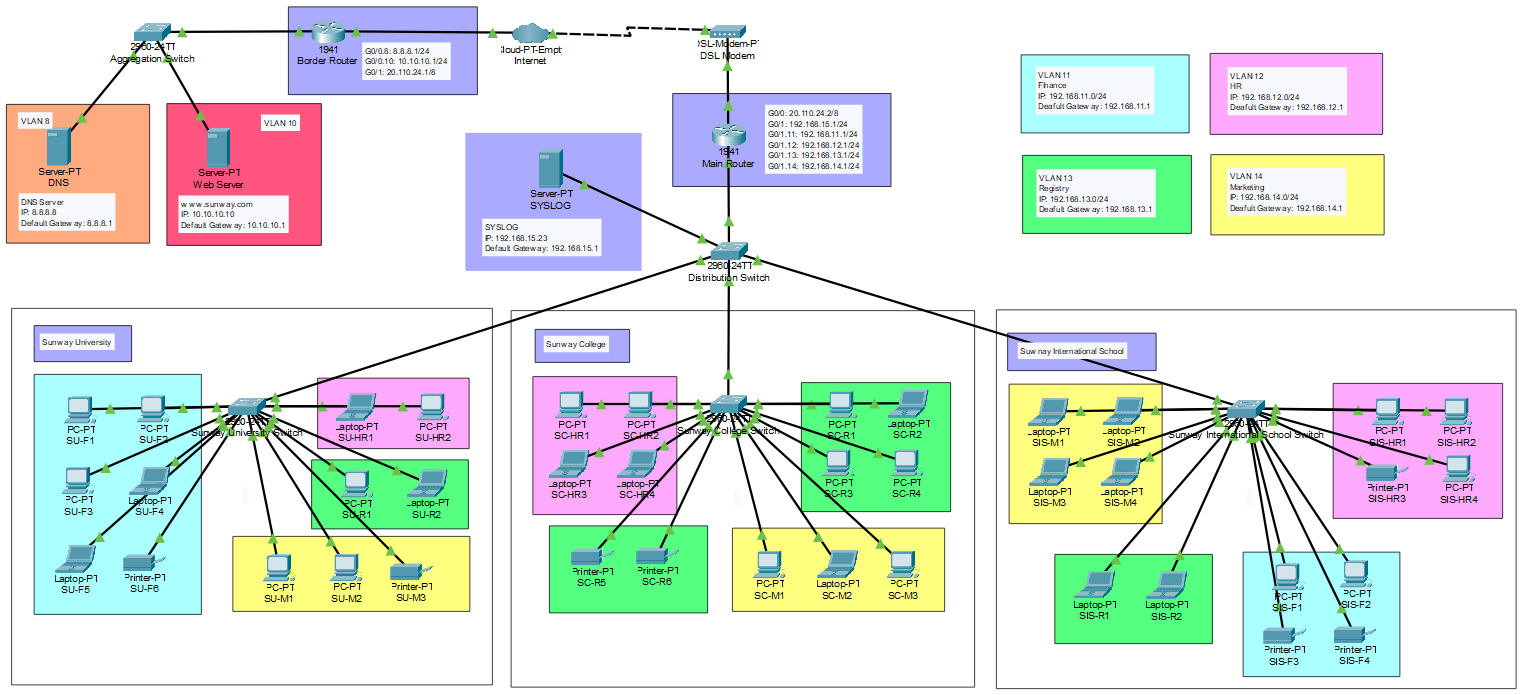 2960-24TT
Aggregation Switch
1941
Border Router
G0/0.8: 8.8.8.1/24
G0/0.10: 10.10.10.1/24
G0/1: 20.110.24.1/8
Cloud-PT-Empt
Internet
DSL-Modem-PT
DSL Modem
VLAN 8
Server-PT
DNS
DNS Server
IP: 8.8.8.8
Default Gateway: 8.8.8.1
VLAN 10
Server-PT
Web Server
www.sunway.com
IP: 10.10.10.10
Default Gateway: 10.10.10.1
Server-PT
SYSLOG
SYSLOG
IP: 192.168.15.23
Default Gateway: 192.168.15.1
1941
Main Router
G0/0: 20.110.24.2/8
G0/1: 192.168.15.1/24
G0/1.11: 192.168.11.1/24
G0/1.12: 192.168.12.1/24
G0/1.13: 192.168.13.1/24
G0/1.14: 192.168.14.1/24
VLAN 11
Finance
IP: 192.168.11.0/24
Deafult Gateway: 192.168.11.1
VLAN 12
HR
IP: 192.168.12.0/24
Deafult Gateway: 192.168.12.1
VLAN 13
Registry
IP: 192.168.13.0/24
Deafult Gateway: 192.168.13.1
VLAN 14
Marketing
IP: 192.168.14.0/24
Deafult Gateway: 192.168.14.1
2960-24TT
Distribution Switch
Sunway University
PC-PT
SU-F1
PC-PT
SU-F2
2960-24TT
Sunway University Switch
Laptop-PT
SU-HR1
PC-PT
SU-HR2
PC-PT
SU-F3
Laptop-PT
SU-F4
PC-PT
SU-R1
Laptop-PT
SU-R2
Laptop-PT
SU-F5
Printer-PT
SU-F6
PC-PT
SU-M1
PC-PT
SU-M2
Printer-PT
SU-M3
Sunway College
PC-PT
SC-HR1
PC-PT
SC-HR2
2960-24TT
Sunway College Switch
PC-PT
SC-R1
Laptop-PT
SC-R2
Laptop-PT
SC-HR3
Laptop-PT
SC-HR4
PC-PT
SC-R3
PC-PT
SC-R4
Printer-PT
SC-R5
Printer-PT
SC-R6
PC-PT
SC-M1
Laptop-PT
SC-M2
PC-PT
SC-M3
Suwnay International School
Laptop-PT
SIS-M1
Laptop-PT
SIS-M2
2960-24TT
Sunway International School Switch
PC-PT
SIS-HR1
PC-PT
SIS-HR2
Laptop-PT
SIS-M3
Laptop-PT
SIS-M4
Printer-PT
SIS-HR3
PC-PT
SIS-HR4
Laptop-PT
SIS-R1
Laptop-PT
SIS-R2
PC-PT
SIS-F1
PC-PT
SIS-F2
Printer-PT
SIS-F3
Printer-PT
SIS-F4